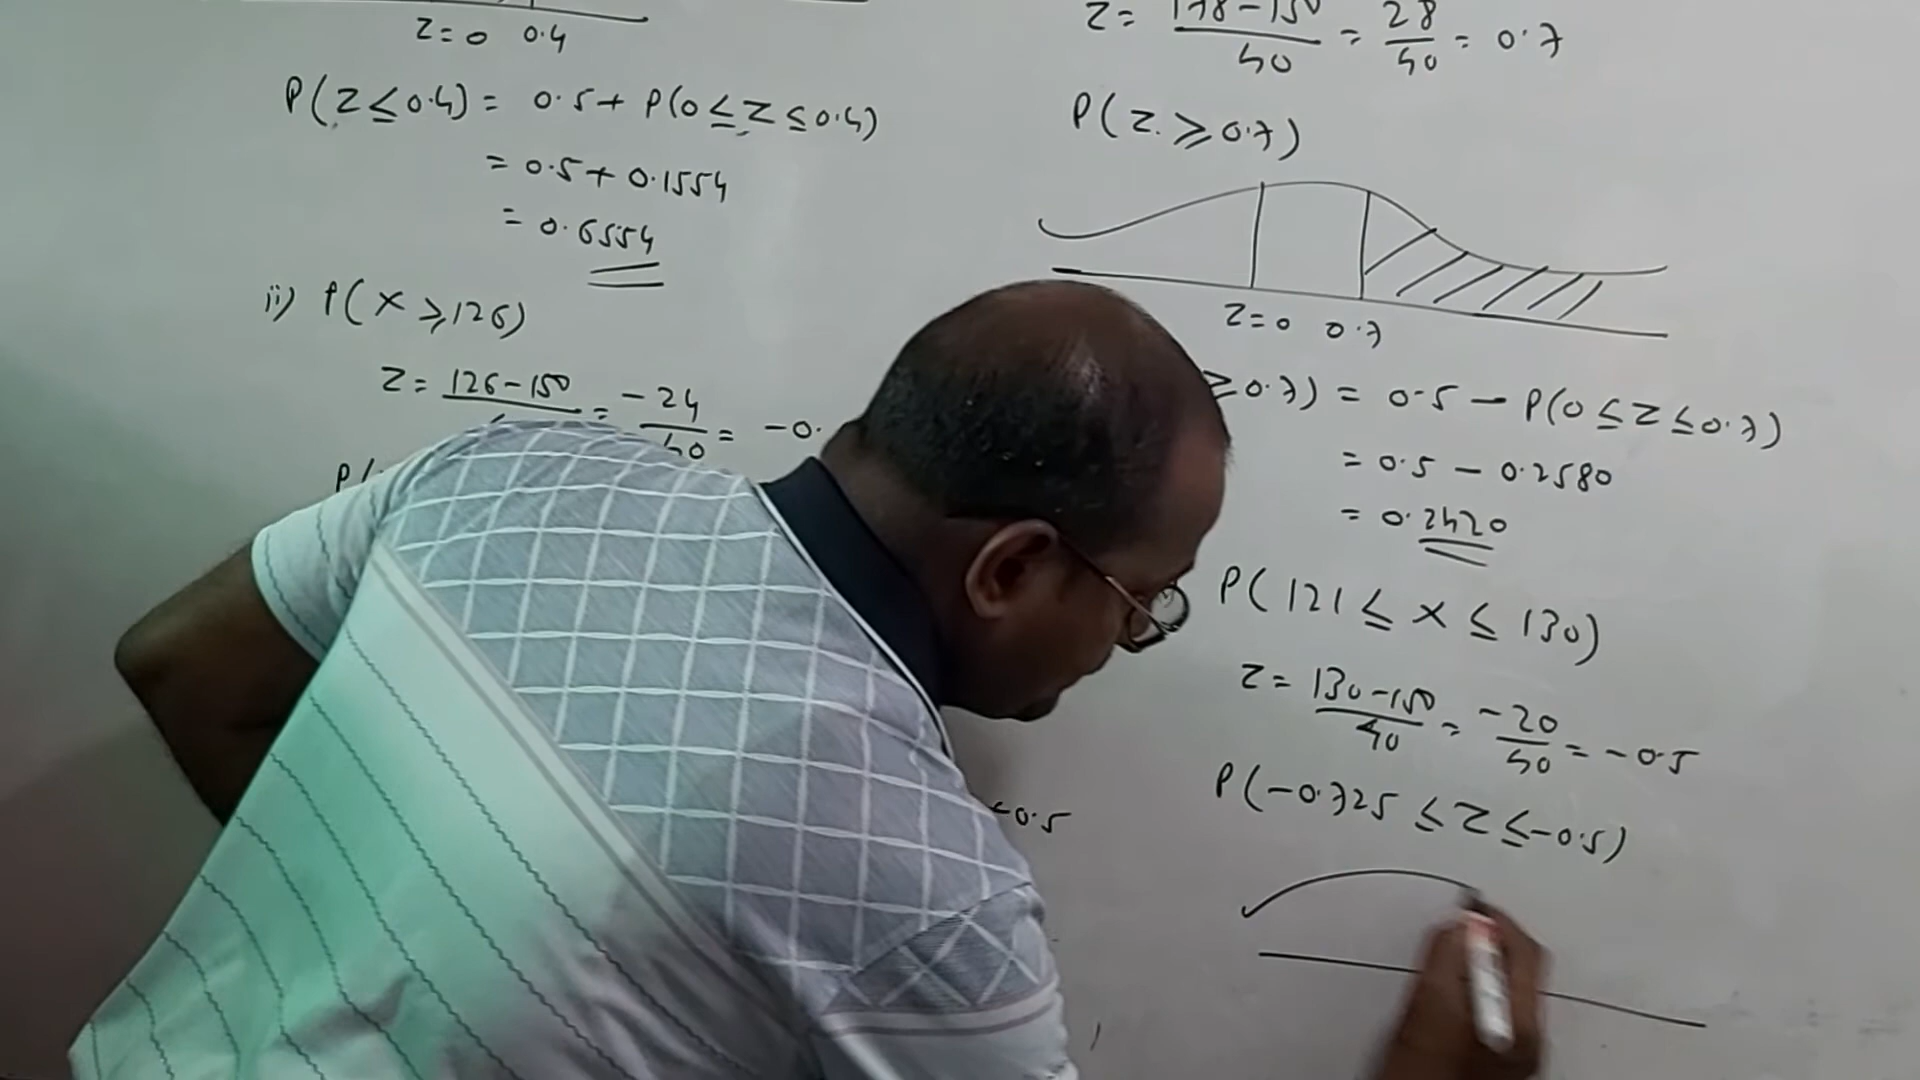 z=0 0.4
P(z≤0.4) = 0.5 + P(0≤z≤0.4)
= 0.5 + 0.1554
= 0.6554
ii) P(x≥126)
z = 126-150 = -24/40 = -0.
z = 178-150/40 = 28/40 = 0.7
P(z≥0.7)
z=0 0.7
≥0.7) = 0.5 - P(0≤z≤0.7)
= 0.5 - 0.2580
= 0.2420
P(121≤x≤130)
z = 130-150/40 = -20/40 = -0.5
P(-0.725≤z≤-0.5)